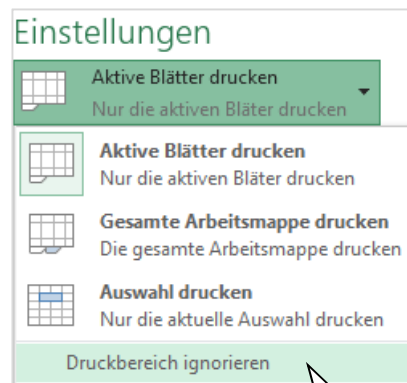 Einstellungen
Aktive Blätter drucken
Nur die aktiven Bläter drucken
Aktive Blätter drucken
Nur die aktiven Bläter drucken
Gesamte Arbeitsmappe drucken
Die gesamte Arbeitsmappe drucken
Auswahl drucken
Nur die aktuelle Auswahl drucken
Druckbereich ignorieren